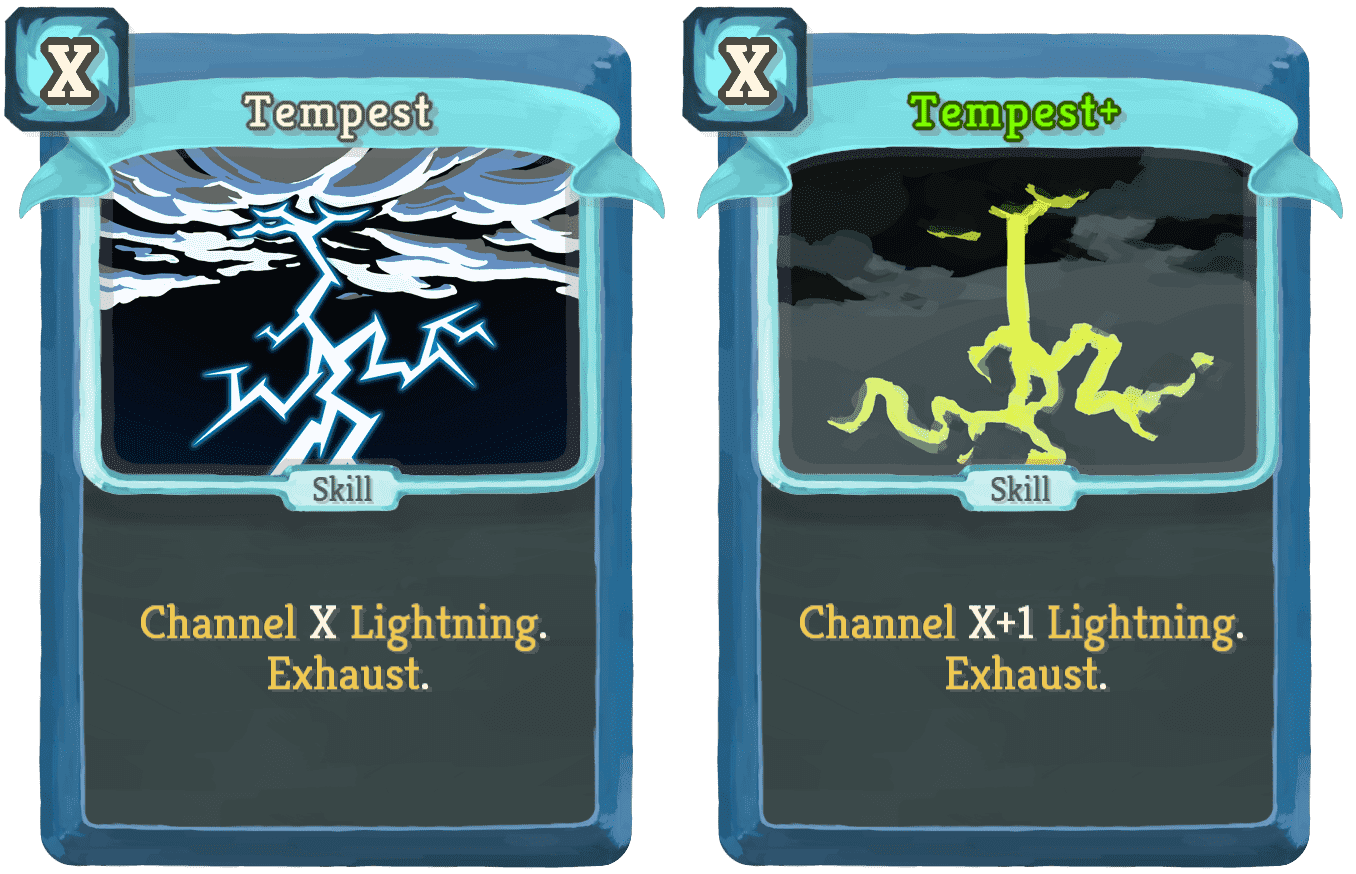 X
Tempest
Skill
Channel X Lightning.
Exhaust.
X
Tempest+
Skill
Channel X+1 Lightning.
Exhaust.